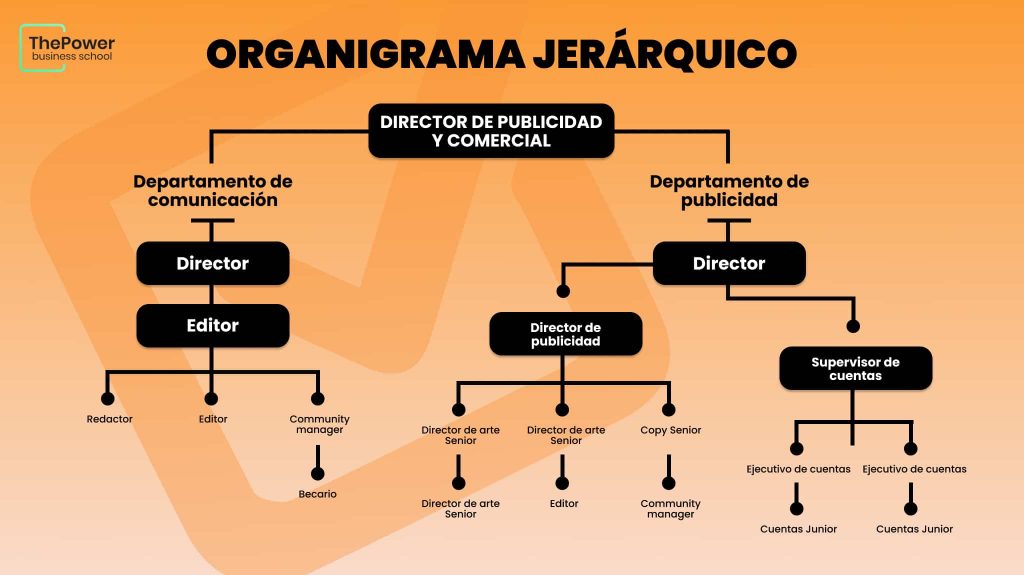 ThePower
business school
ORGANIGRAMA JERÁRQUICO
DIRECTOR DE PUBLICIDAD
Y COMERCIAL
Departamento de
comunicación
Departamento de
publicidad
Director
Director
Editor
Director de
publicidad
Supervisor de
cuentas
Redactor
Editor
Community
manager
Becario
Director de arte
Senior
Director de arte
Senior
Copy Senior
Director de arte
Senior
Editor
Community
manager
Ejecutivo de cuentas
Ejecutivo de cuentas
Cuentas Junior
Cuentas Junior